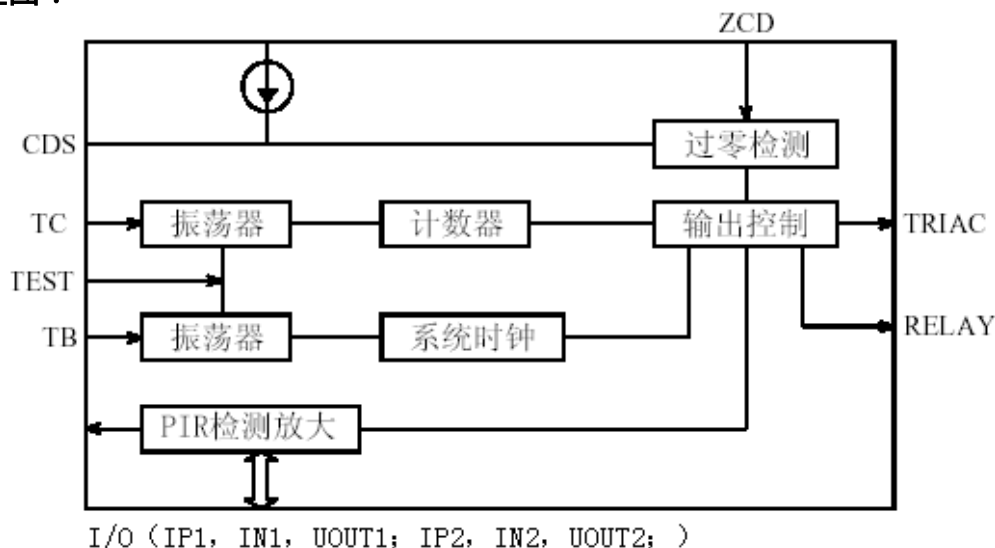 ZCD
CDS
过零检测
TC
振荡器
计数器
输出控制
TRIAC
TEST
TB
振荡器
系统时钟
RELAY
PIR检测放大
I/O (IP1, IN1, UOUT1; IP2, IN2, UOUT2; )